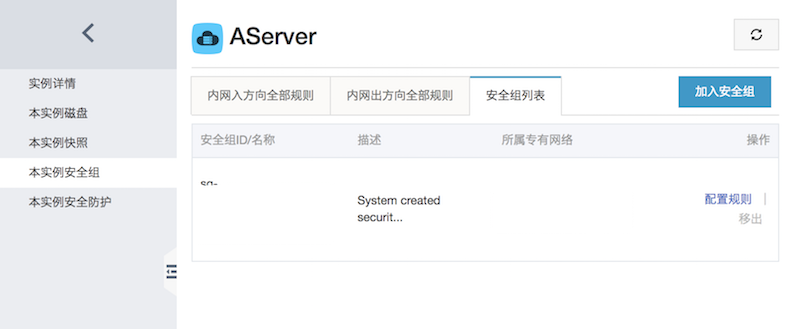 AServer
实例详情
本实例磁盘
本实例快照
本实例安全组
本实例安全防护
内网入方向全部规则
内网出方向全部规则
安全组列表
加入安全组
安全组ID/名称
描述
所属专有网络
操作
sg-
System created
securit...
配置规则 |
移出